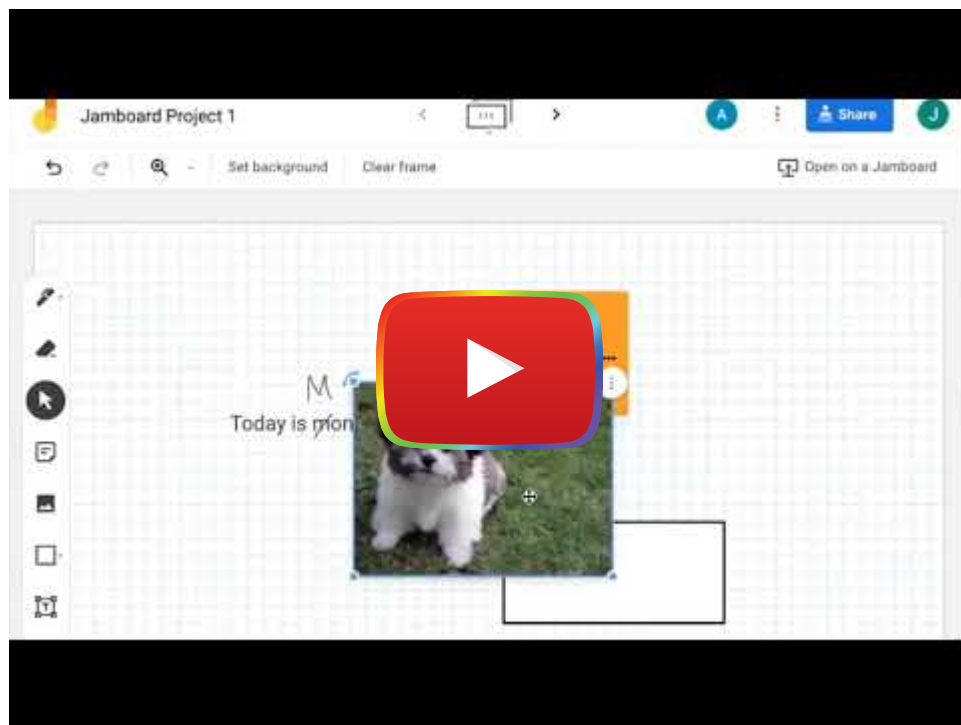 Jamboard Project 1
A
Share
J
Set background
Clear frame
Open on a Jamboard
M
Today is mon